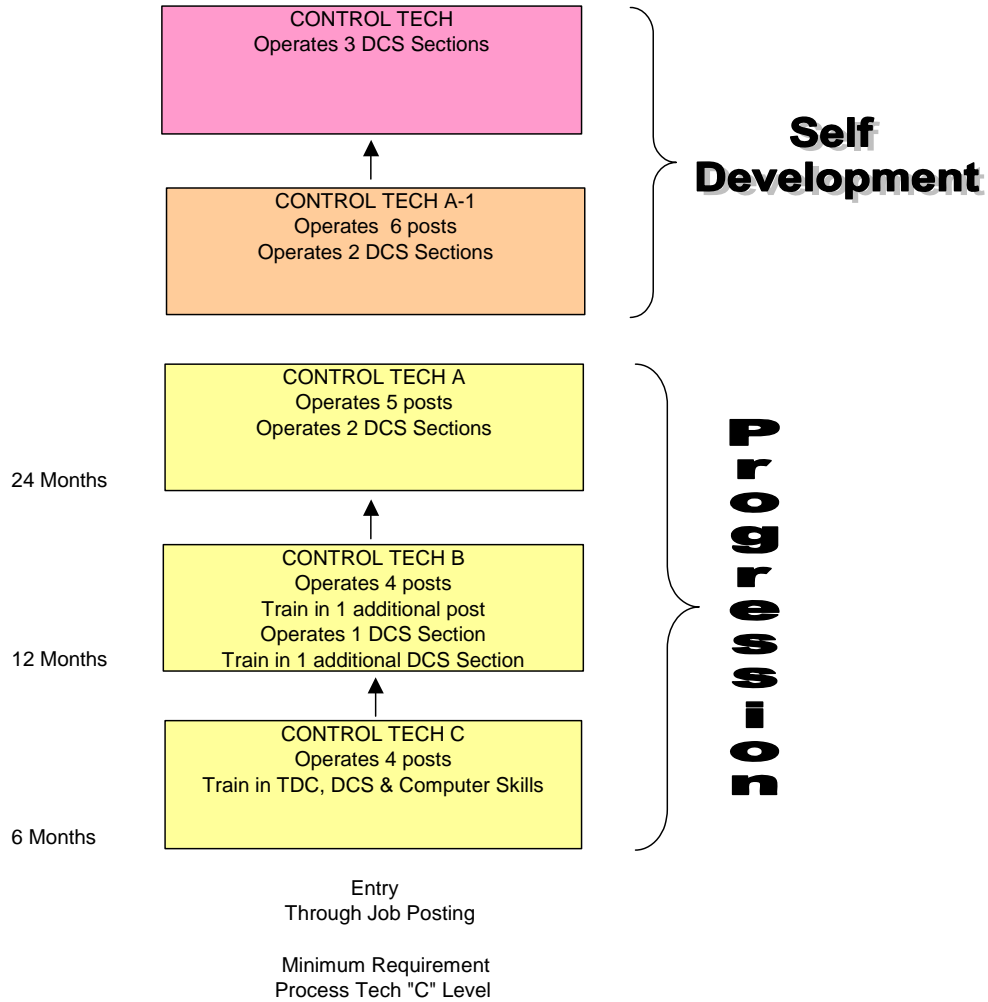 CONTROL TECH
Operates 3 DCS Sections
Self
Development
CONTROL TECH A-1
Operates 6 posts
Operates 2 DCS Sections
CONTROL TECH A
Operates 5 posts
Operates 2 DCS Sections
24 Months
Progression
CONTROL TECH B
Operates 4 posts
Train in 1 additional post
Operates 1 DCS Section
Train in 1 additional DCS Section
12 Months
CONTROL TECH C
Operates 4 posts
Train in TDC, DCS & Computer Skills
6 Months
Entry
Through Job Posting
Minimum Requirement
Process Tech "C" Level